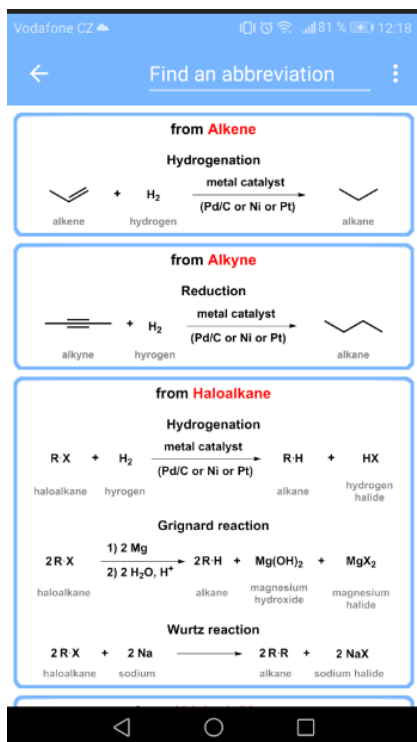 Vodafone CZ 81 % 12:18
Find an abbreviation
from Alkene
Hydrogenation
metal catalyst
+ H₂
(Pd/C or Ni or Pt)
alkene hydrogen alkane
from Alkyne
Reduction
metal catalyst
+ H₂
(Pd/C or Ni or Pt)
alkyne hyrogen alkane
from Haloalkane
Hydrogenation
metal catalyst
R·X + H₂ R·H + HX
(Pd/C or Ni or Pt)
haloalkane hyrogen alkane hydrogen
halide
Grignard reaction
1) 2 Mg
2R·X 2R·H + Mg(OH)₂ + MgX₂
2) 2 H₂O, H⁺
haloalkane alkane magnesium magnesium
hydroxide halide
Wurtz reaction
2 R·X + 2 Na 2 R·R + 2 NaX
haloalkane sodium alkane sodium halide